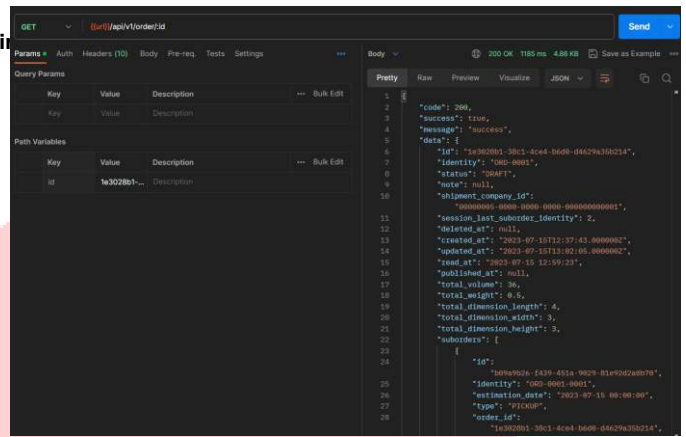 GET {{url}}/api/v1/order/:id Send
Params Auth Headers (10) Body Pre-req. Tests Settings
Query Params
Key Value Description Bulk Edit
Key Value Description
Path Variables
Key Value Description Bulk Edit
id 1e3028b1-... Description
Body 200 OK 1185 ms 4.86 KB Save as Example
Pretty Raw Preview Visualize JSON
1 {
2 "code": 200,
3 "success": true,
4 "message": "success",
5 "data": {
6 "id": "1e3028b1-38c1-4ce4-b6d0-d4629a35b214",
7 "identity": "ORD-0001",
8 "status": "DRAFT",
9 "note": null,
10 "shipment_company_id":
"00000005-0000-0000-0000-000000000001",
11 "session_last_suborder_identity": 2,
12 "deleted_at": null,
13 "created_at": "2023-07-15T12:37:43.000000Z",
14 "updated_at": "2023-07-15T13:02:05.000000Z",
15 "read_at": "2023-07-15 12:59:23",
16 "published_at": null,
17 "total_volume": 36,
18 "total_weight": 0.5,
19 "total_dimension_length": 4,
20 "total_dimension_width": 3,
21 "total_dimension_height": 3,
22 "suborders": [
23 {
24 "id":
"b09a9b26-f439-451a-9029-81e92d2adb70",
25 "identity": "ORD-0001-0001",
26 "estimation_date": "2023-07-15 00:00:00",
27 "type": "PICKUP",
28 "order_id":
"1e3028b1-38c1-4ce4-b6d0-d4629a35b214",